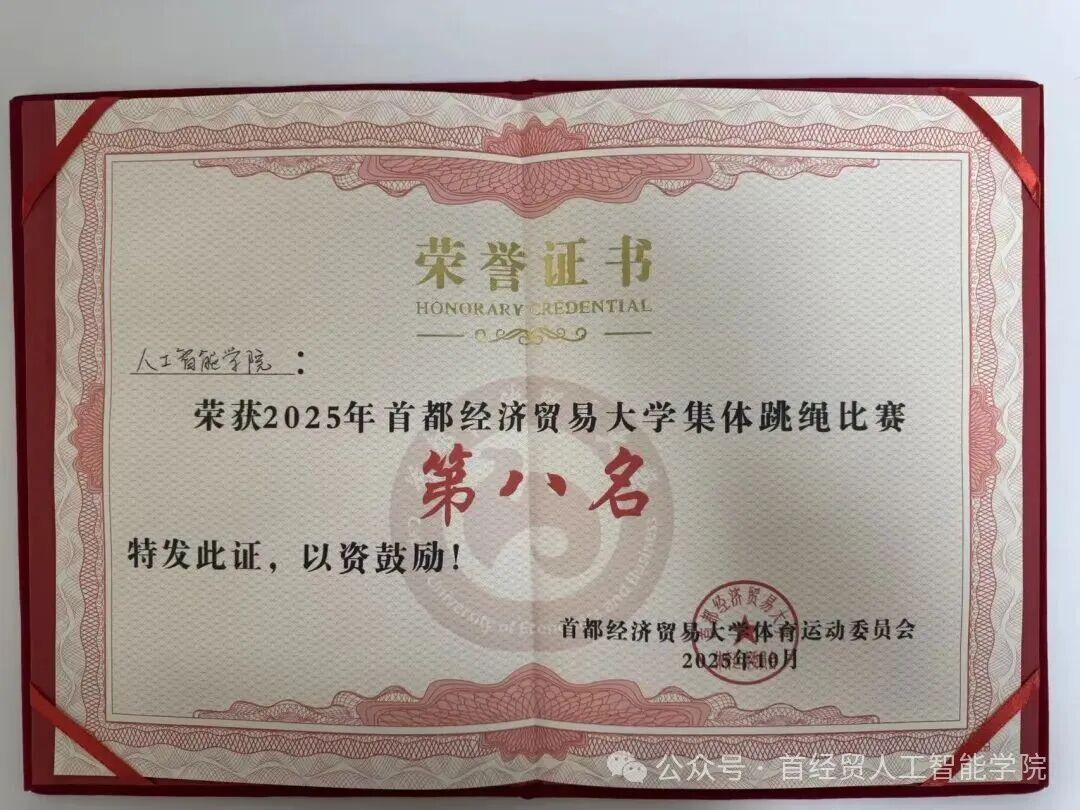 荣誉证书
HONORARY CREDENTIAL
人工智能学院：
荣获2025年首都经济贸易大学集体跳绳比赛
第八名
特发此证，以资鼓励！
首都经济贸易大学体育运动委员会
2025年10月
公众号·首经贸人工智能学院